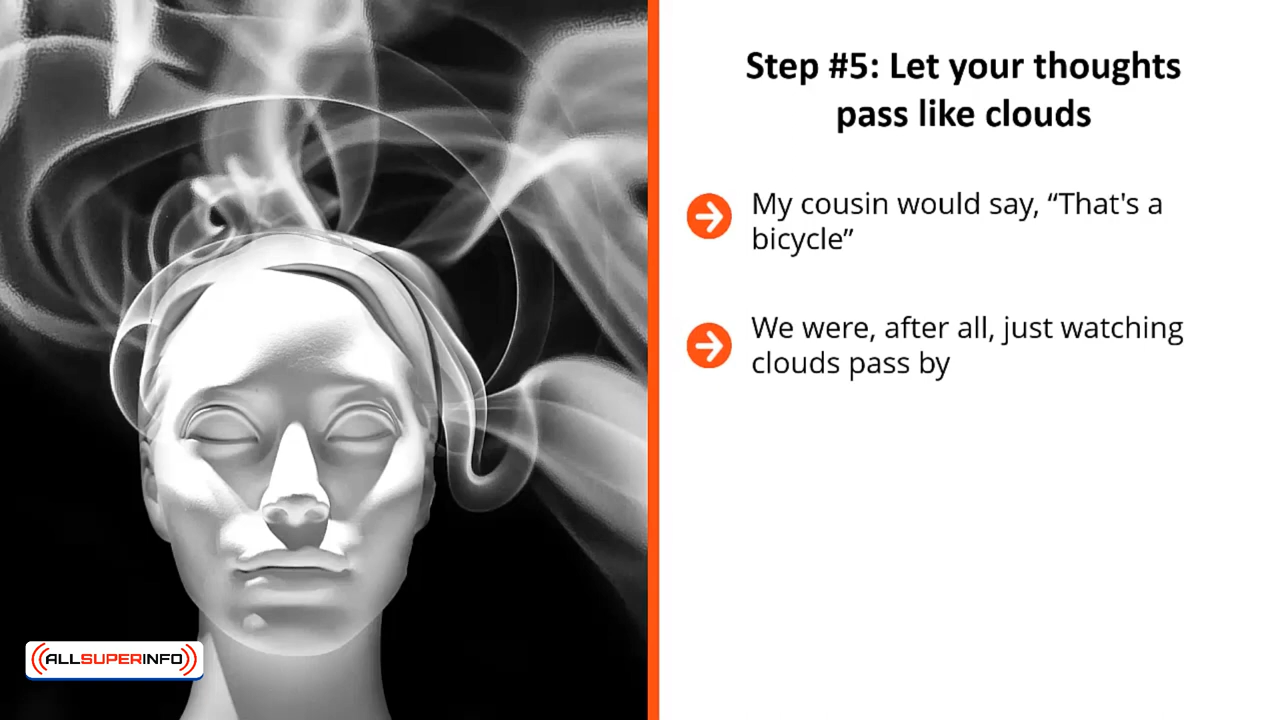 Step #5: Let your thoughts
pass like clouds
My cousin would say, “That's a
bicycle”
We were, after all, just watching
clouds pass by
ALLSUPERINFO